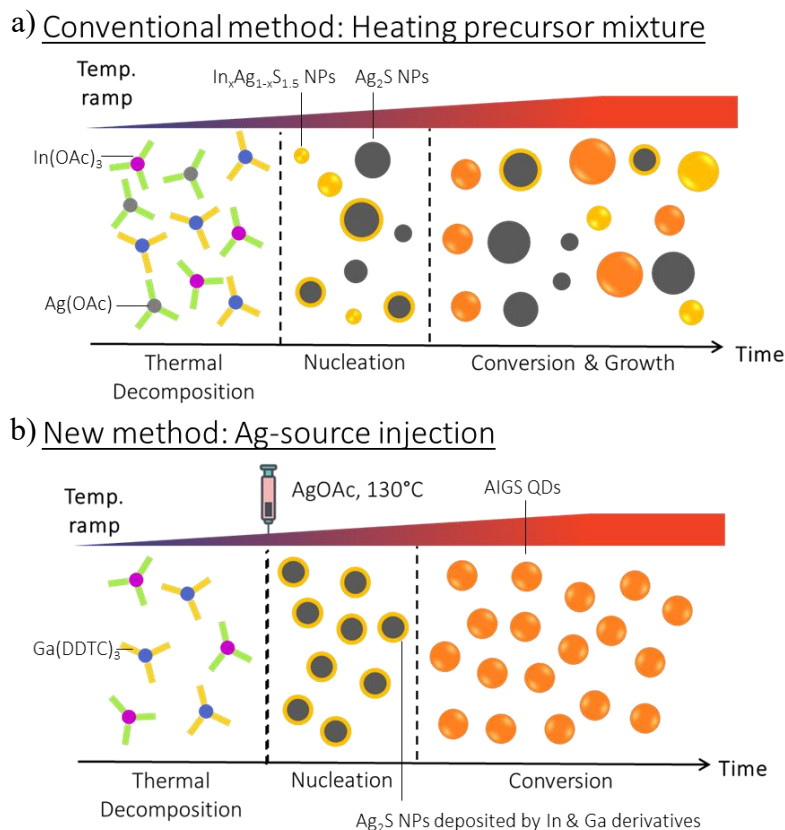 a) Conventional method: Heating precursor mixture
Temp.
ramp
InₓAg₁₋ₓS₁.₅ NPs
Ag₂S NPs
In(OAc)₃
Ag(OAc)
Thermal
Decomposition
Nucleation
Conversion & Growth
Time
b) New method: Ag-source injection
Temp.
ramp
AgOAc, 130°C
AIGS QDs
Ga(DDTC)₃
Thermal
Decomposition
Nucleation
Conversion
Time
Ag₂S NPs deposited by In & Ga derivatives